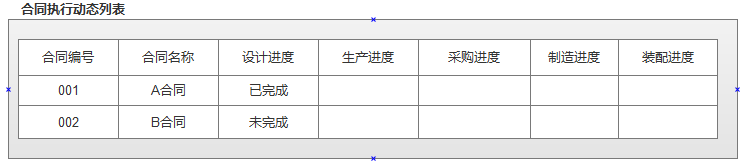 合同执行动态列表
合同编号 合同名称 设计进度 生产进度 采购进度 制造进度 装配进度
001 A合同 已完成
002 B合同 未完成